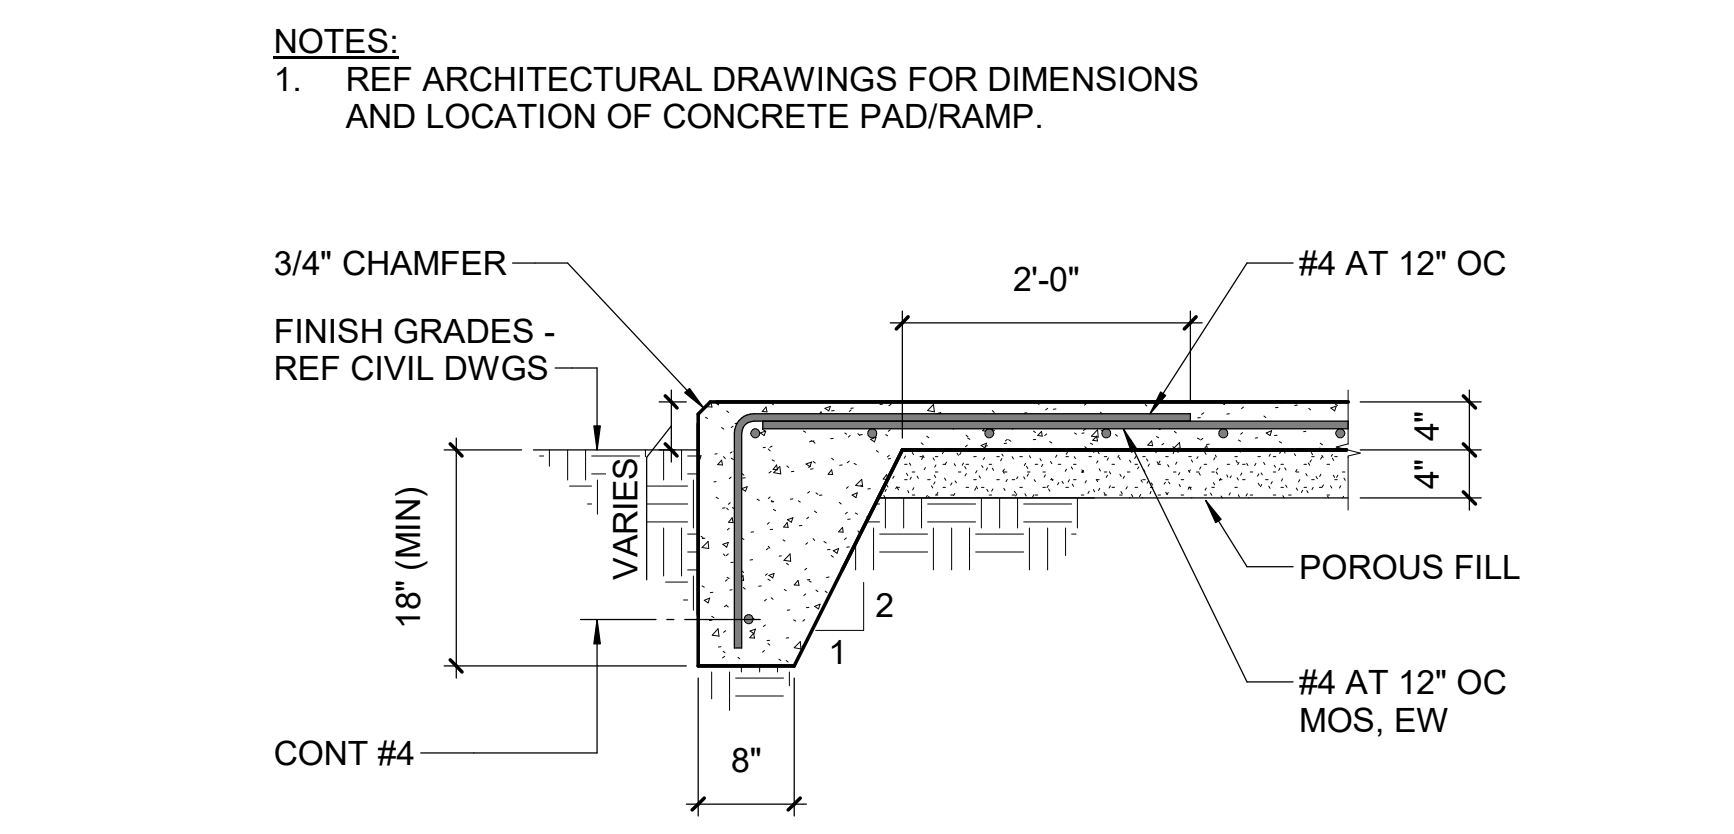 NOTES:
1. REF ARCHITECTURAL DRAWINGS FOR DIMENSIONS
AND LOCATION OF CONCRETE PAD/RAMP.
3/4" CHAMFER
2'-0"
#4 AT 12" OC
FINISH GRADES -
REF CIVIL DWGS
4"
4"
VARIES
18" (MIN)
POROUS FILL
2
1
#4 AT 12" OC
MOS, EW
CONT #4
8"